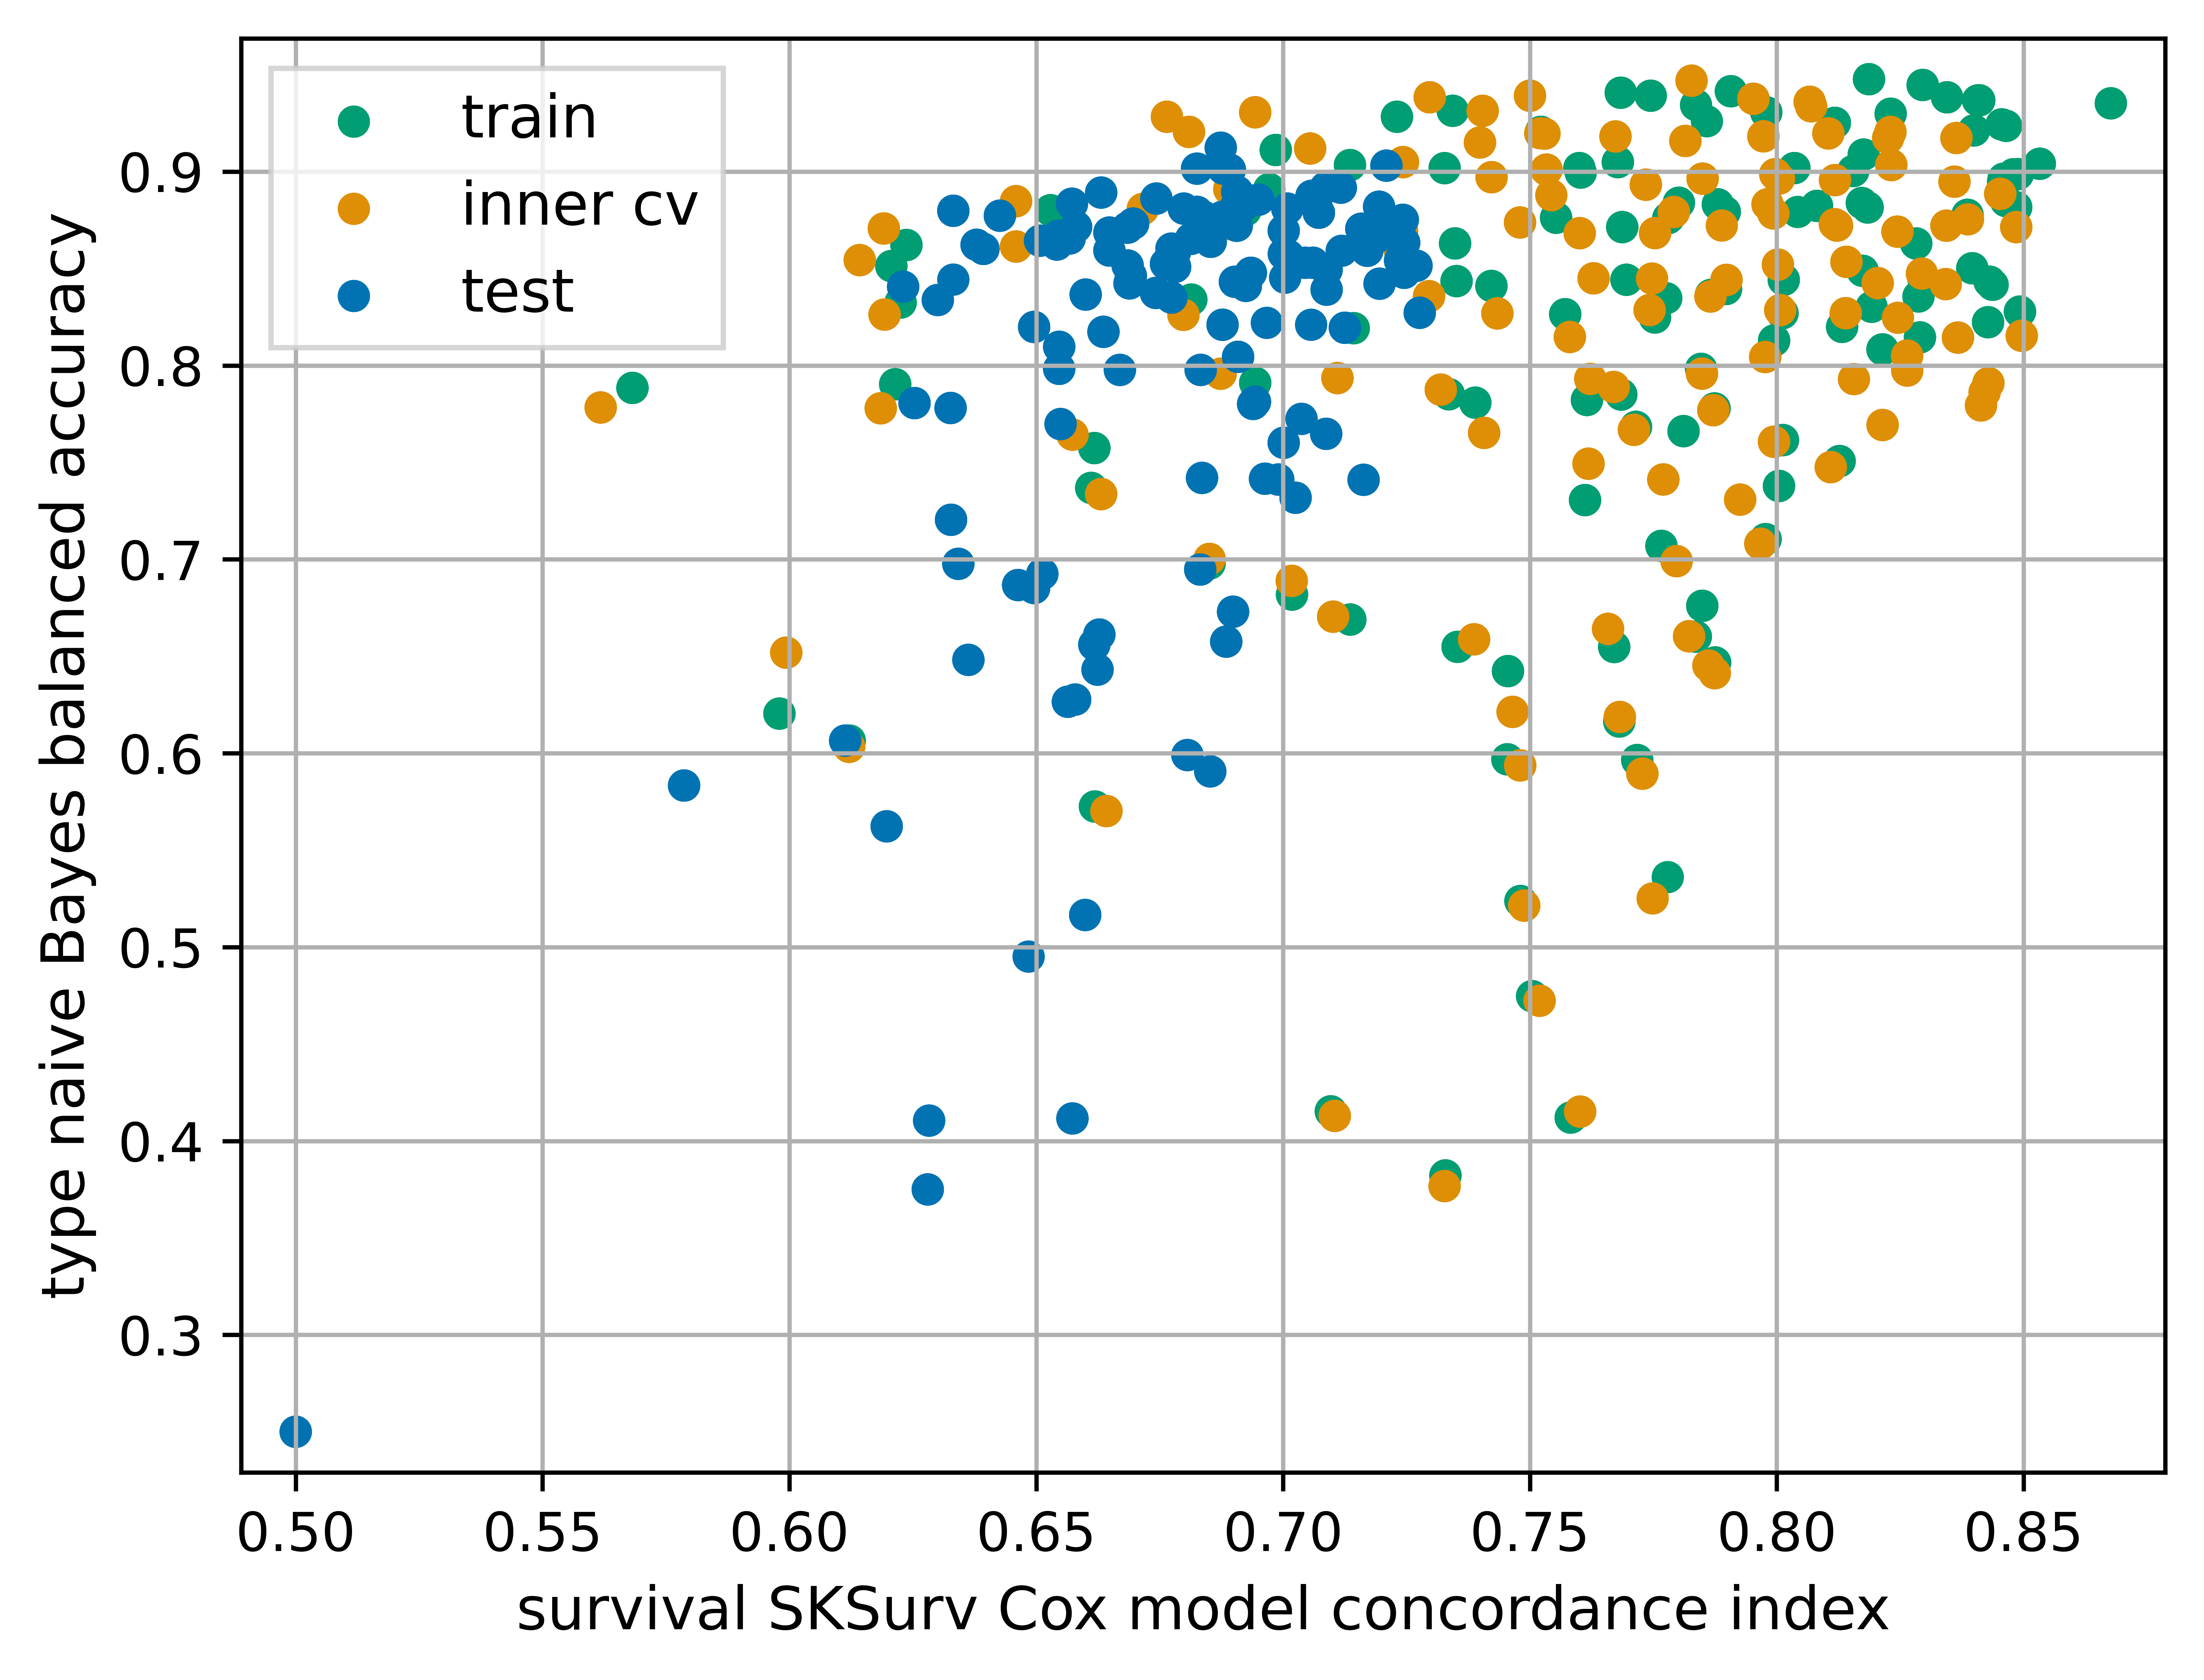 train
inner cv
test
type naive Bayes balanced accuracy
0.9
0.8
0.7
0.6
0.5
0.4
0.3
0.50 0.55 0.60 0.65 0.70 0.75 0.80 0.85
survival SKSurv Cox model concordance index